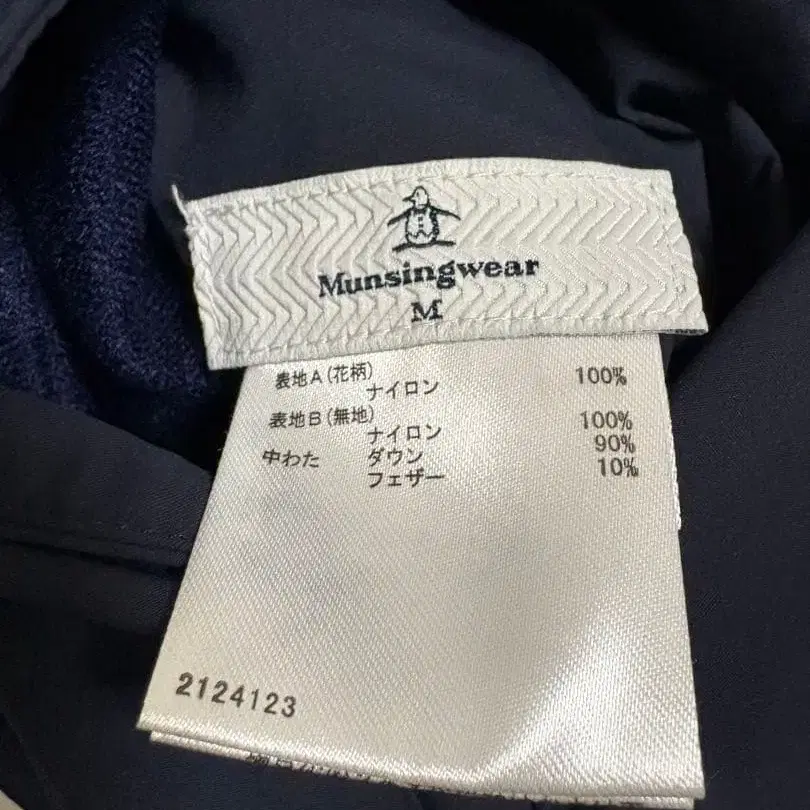 Munsingwear
M
表地A(花柄)
ナイロン 100%
表地B(無地)
ナイロン 100%
中わた ダウン 90%
フェザー 10%
2124123